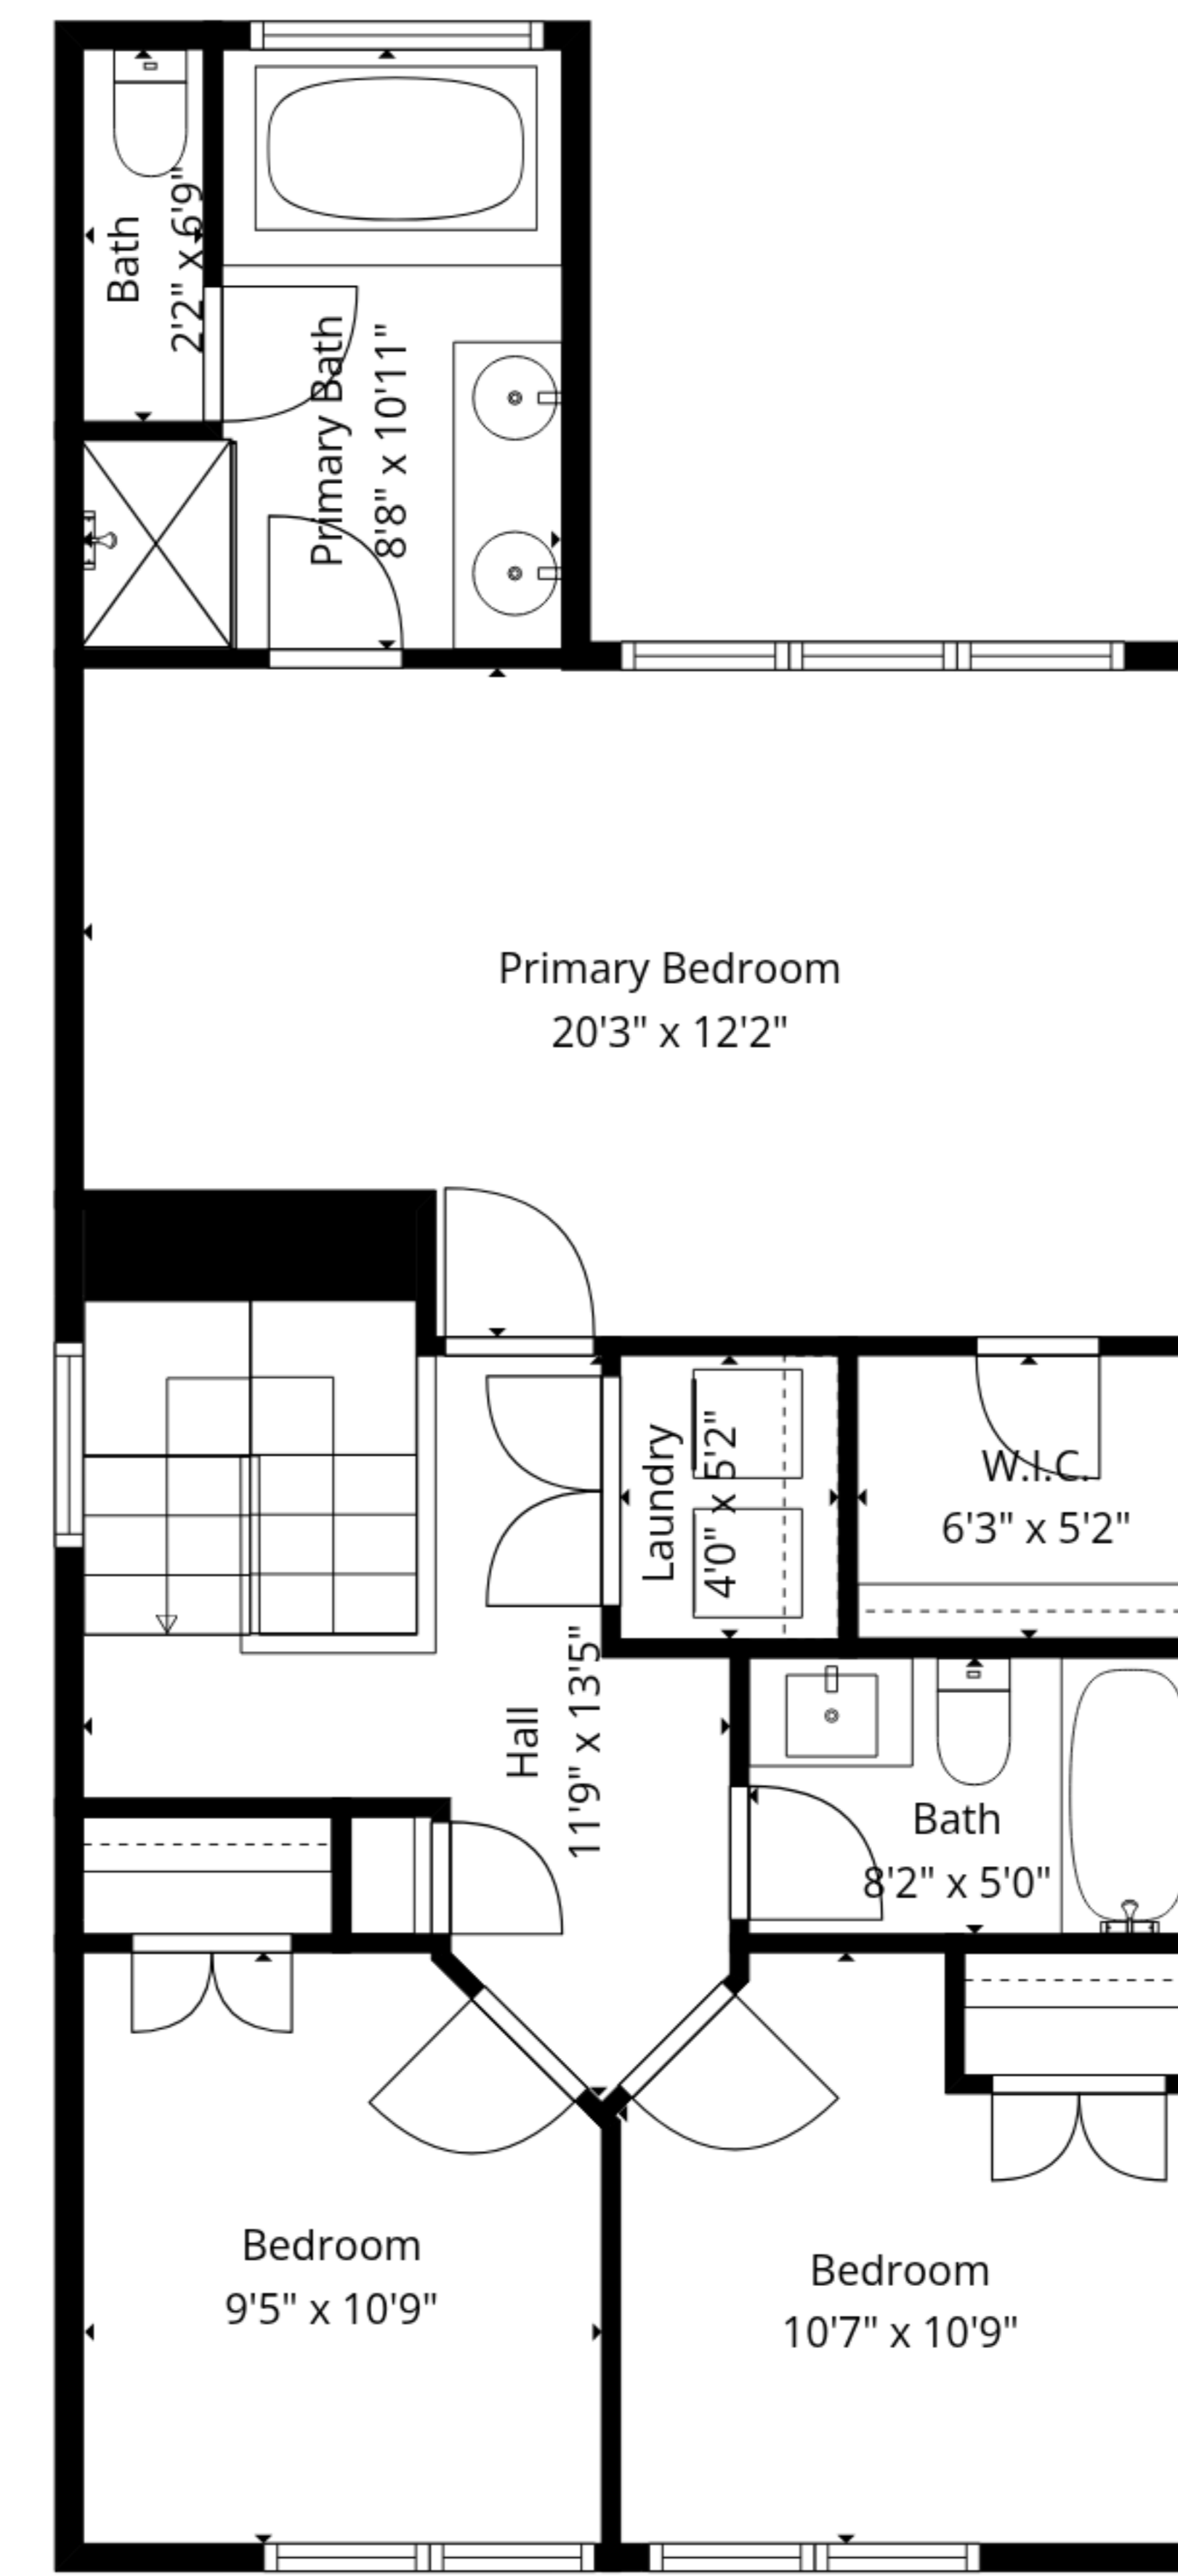 Bath
2'2" x 6'9"
Primary Bath
8'8" x 10'11"
Primary Bedroom
20'3" x 12'2"
Laundry
4'0" x 5'2"
W.I.C.
6'3" x 5'2"
Hall
11'9" x 13'5"
Bath
8'2" x 5'0"
Bedroom
9'5" x 10'9"
Bedroom
10'7" x 10'9"